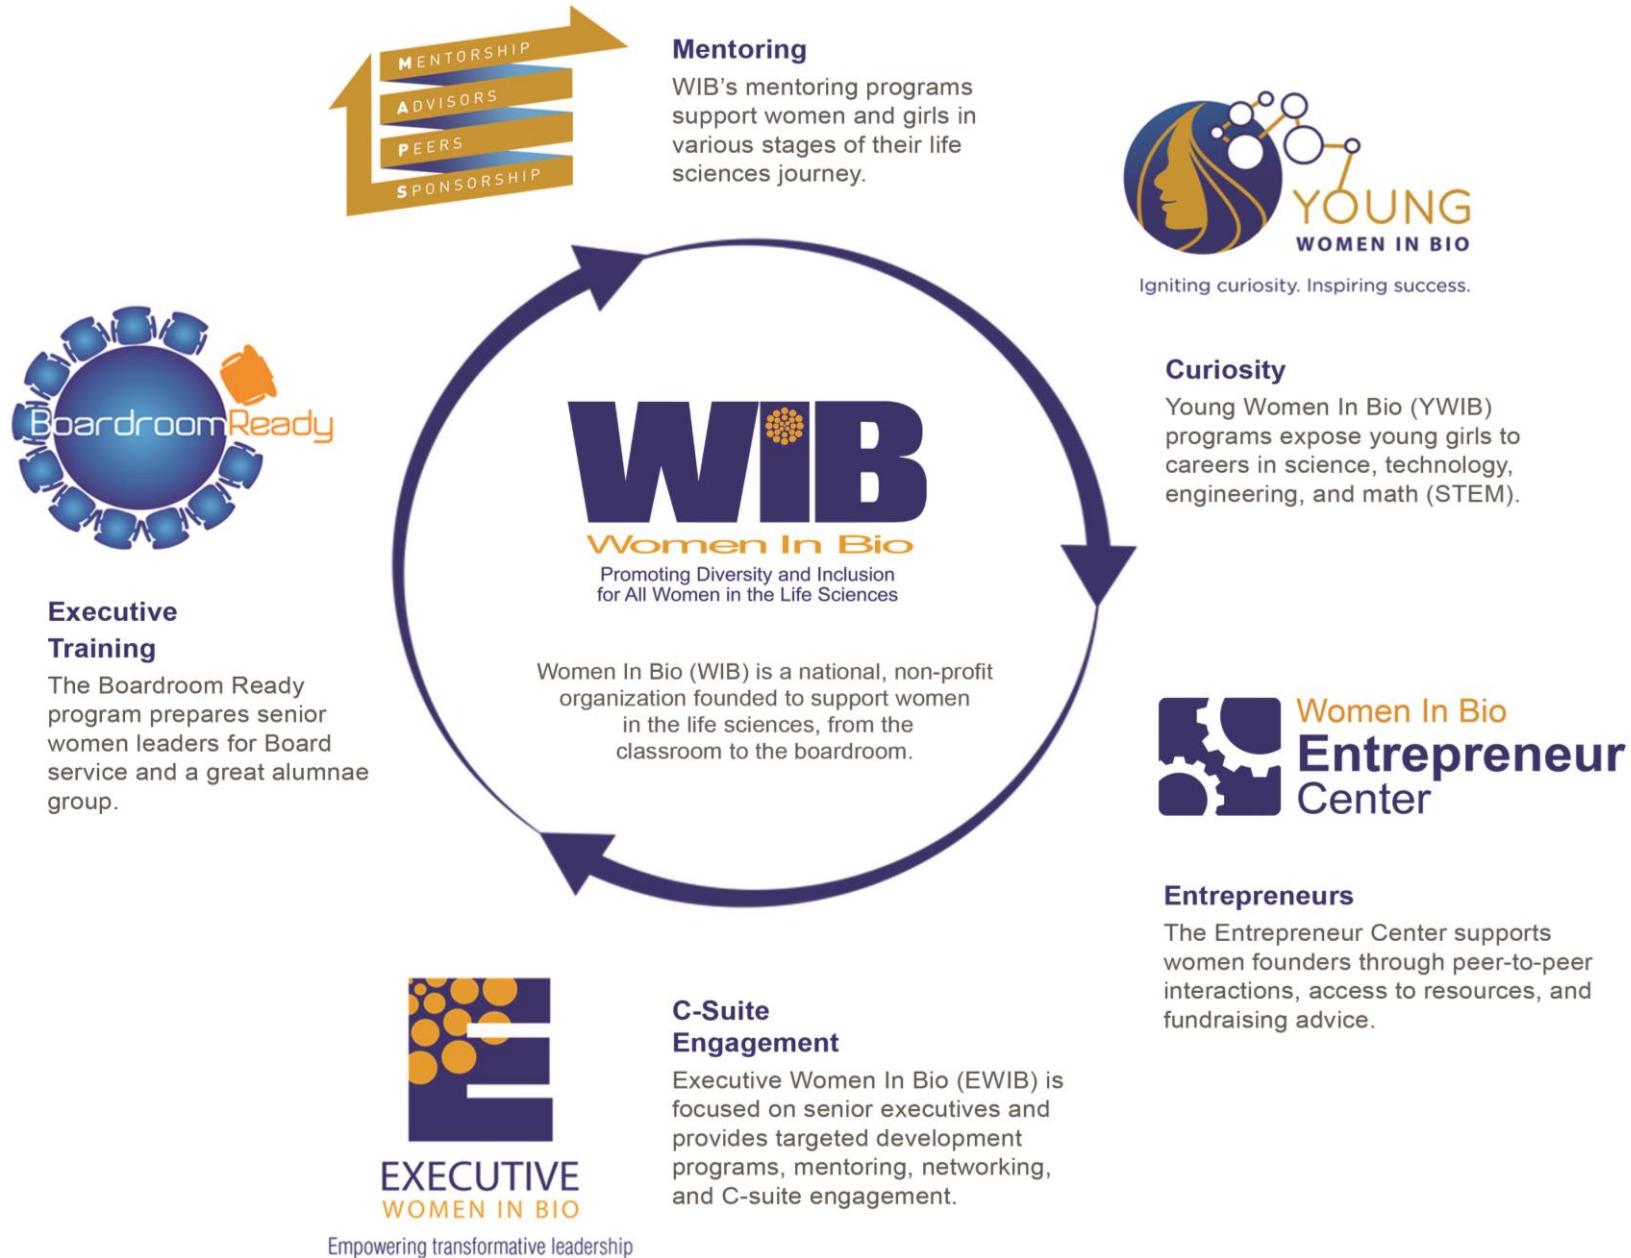 MENTORSHIP
ADVISORS
PEERS
SPONSORSHIP
Mentoring
WIB's mentoring programs
support women and girls in
various stages of their life
sciences journey.
YOUNG
WOMEN IN BIO
Igniting curiosity. Inspiring success.
Curiosity
Young Women In Bio (YWIB)
programs expose young girls to
careers in science, technology,
engineering, and math (STEM).
BoardroomReady
Executive
Training
The Boardroom Ready
program prepares senior
women leaders for Board
service and a great alumnae
group.
WiB
Women In Bio
Promoting Diversity and Inclusion
for All Women in the Life Sciences
Women In Bio (WIB) is a national, non-profit
organization founded to support women
in the life sciences, from the
classroom to the boardroom.
Women In Bio
Entrepreneur
Center
Entrepreneurs
The Entrepreneur Center supports
women founders through peer-to-peer
interactions, access to resources, and
fundraising advice.
E
EXECUTIVE
WOMEN IN BIO
Empowering transformative leadership
C-Suite
Engagement
Executive Women In Bio (EWIB) is
focused on senior executives and
provides targeted development
programs, mentoring, networking,
and C-suite engagement.